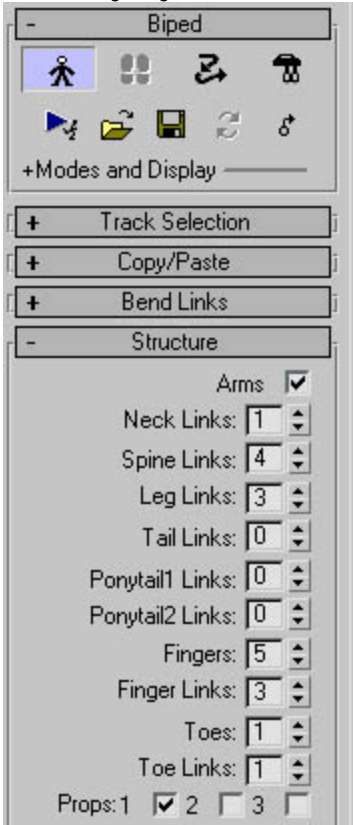 - Biped
+Modes and Display
+ Track Selection
+ Copy/Paste
+ Bend Links
- Structure
Arms
Neck Links: 1
Spine Links: 4
Leg Links: 3
Tail Links: 0
Ponytail1 Links: 0
Ponytail2 Links: 0
Fingers: 5
Finger Links: 3
Toes: 1
Toe Links: 1
Props: 1 2 3